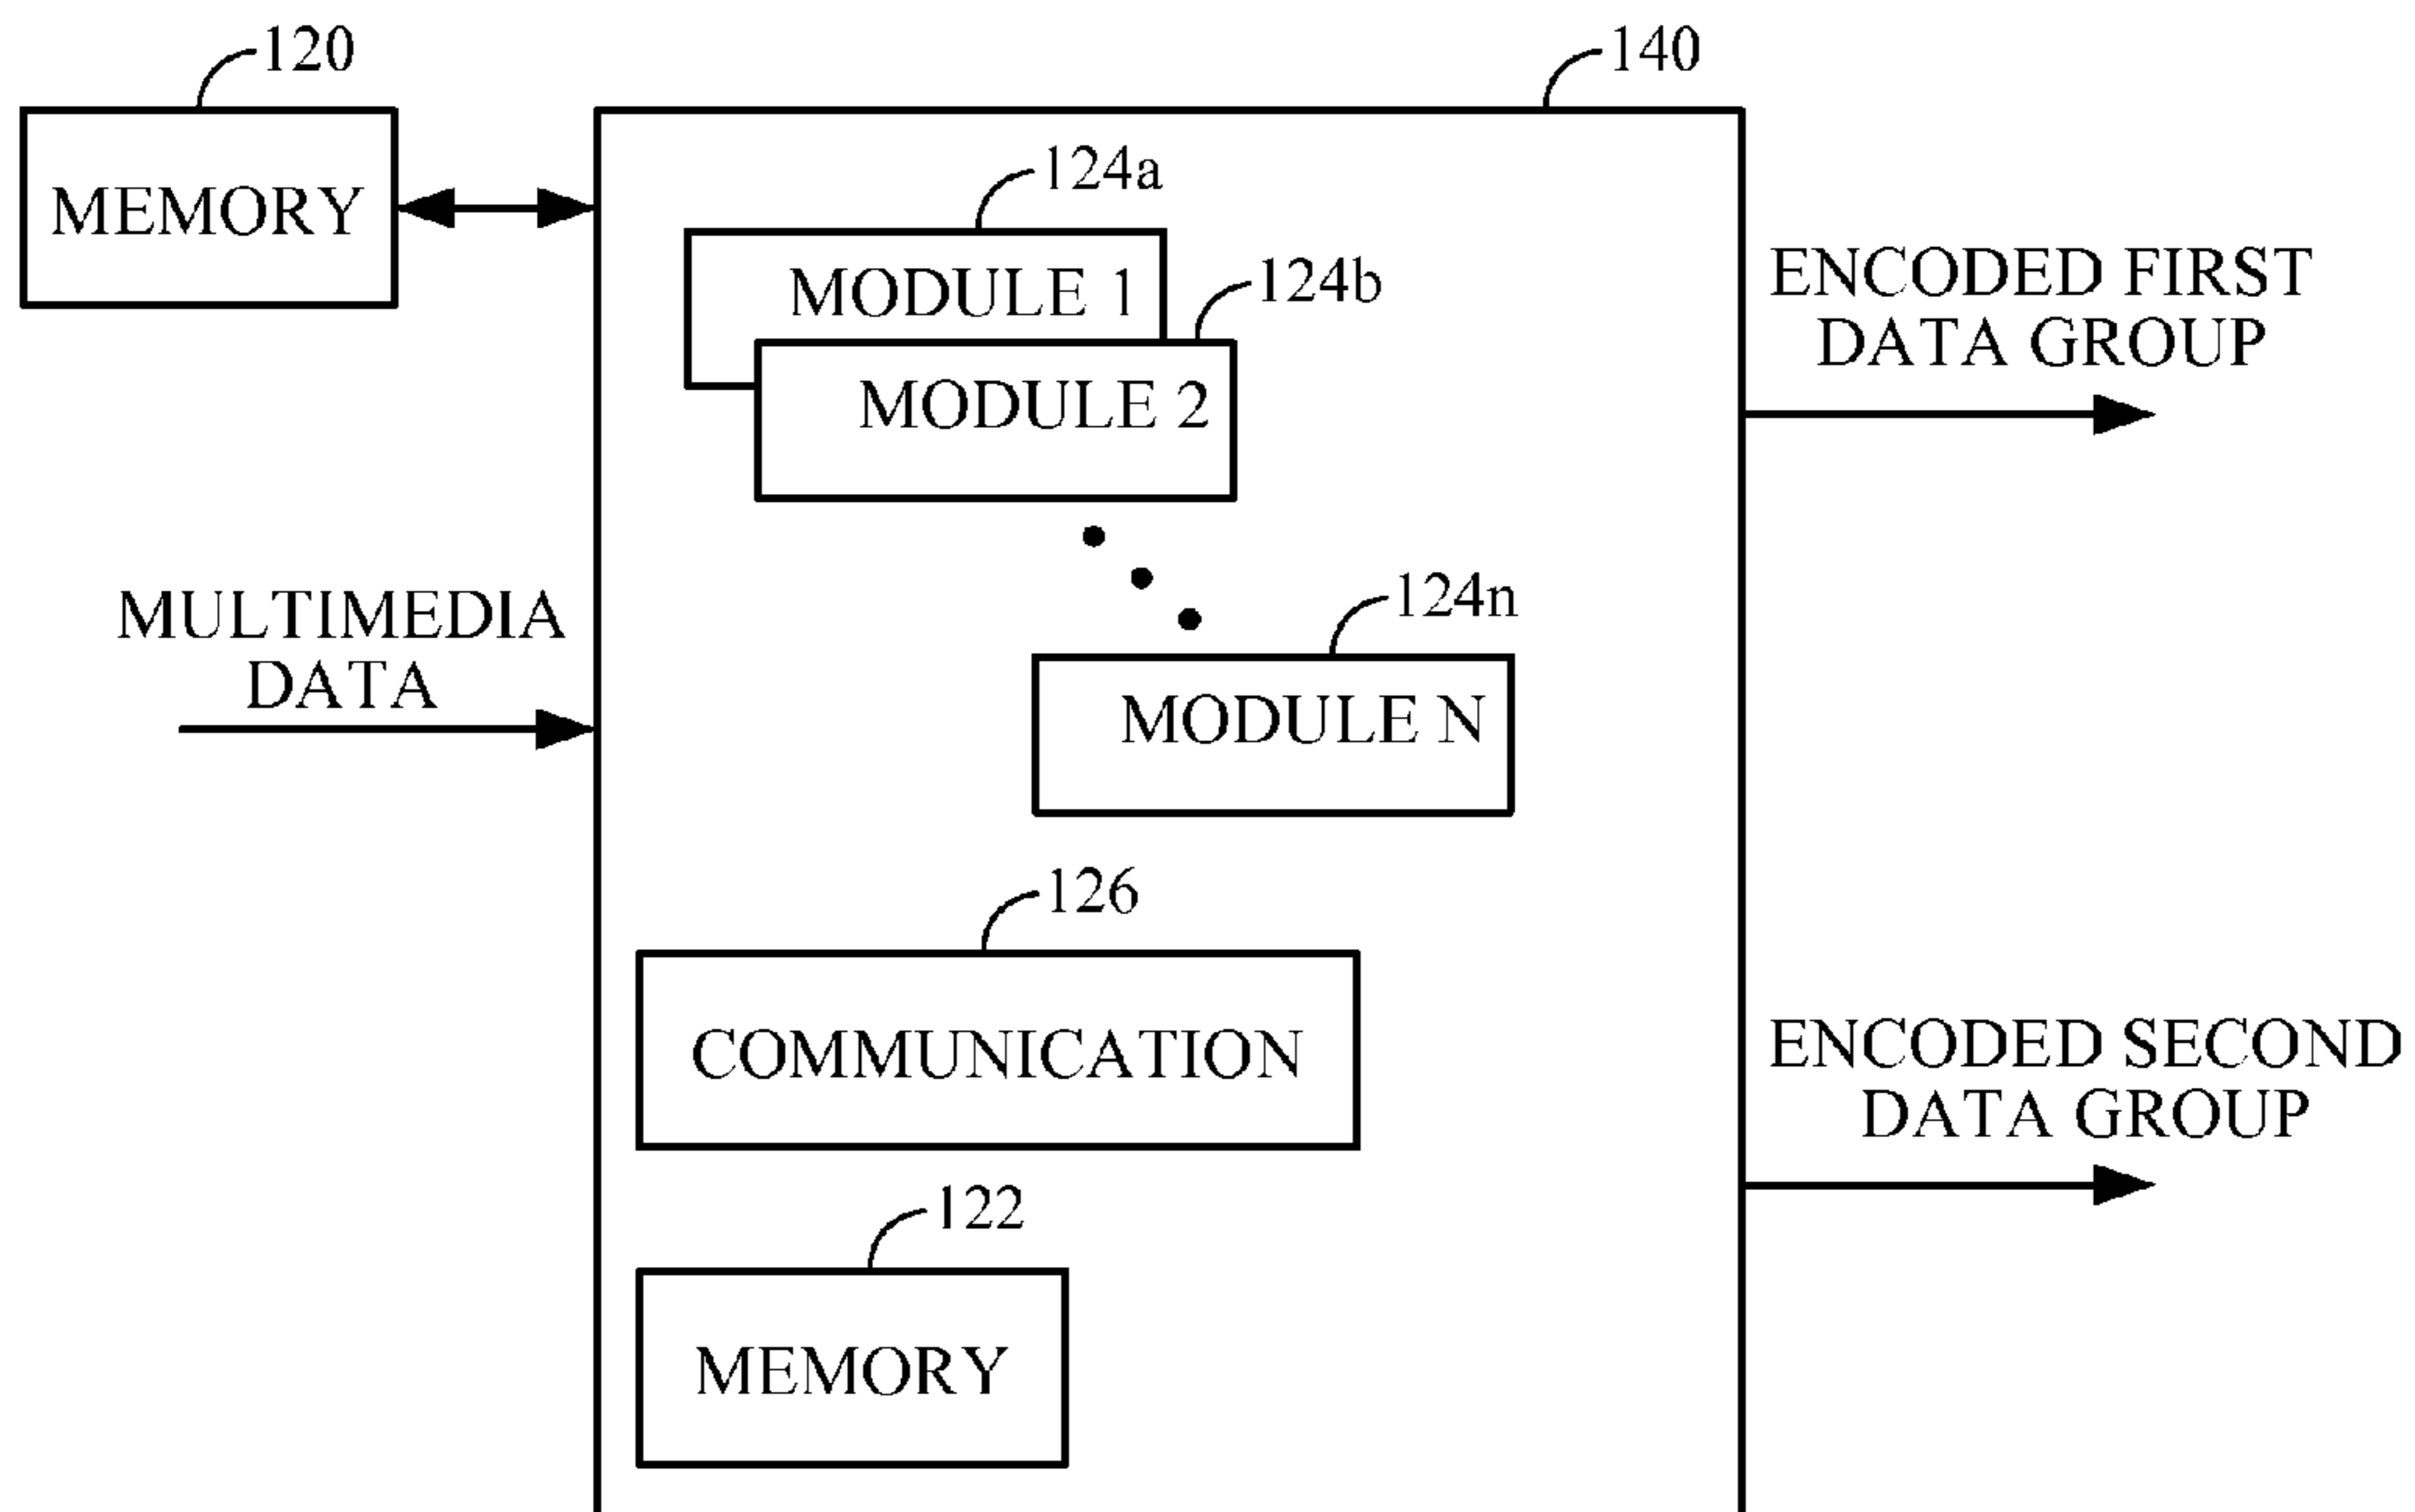 120
140
MEMORY
124a
MODULE 1
124b
MODULE 2
ENCODED FIRST
DATA GROUP
MULTIMEDIA
DATA
124n
MODULE N
126
COMMUNICATION
ENCODED SECOND
DATA GROUP
122
MEMORY